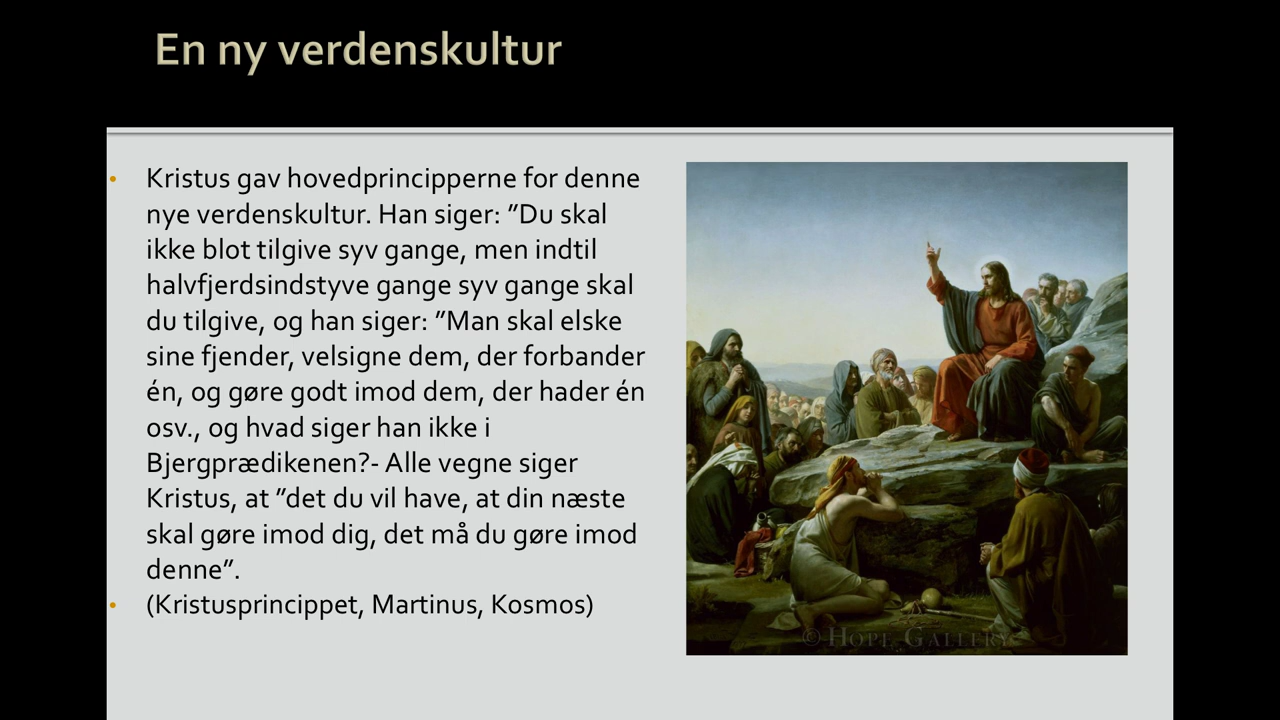 En ny verdenskultur
• Kristus gav hovedprincipperne for denne
nye verdenskultur. Han siger: ”Du skal
ikke blot tilgive syv gange, men indtil
halvfjerdsindstyve gange syv gange skal
du tilgive, og han siger: ”Man skal elske
sine fjender, velsigne dem, der forbander
én, og gøre godt imod dem, der hader én
osv., og hvad siger han ikke i
Bjergprædikenen?- Alle vegne siger
Kristus, at ”det du vil have, at din næste
skal gøre imod dig, det må du gøre imod
denne”.
• (Kristusprincippet, Martinus, Kosmos)
© HOPE GALLERY